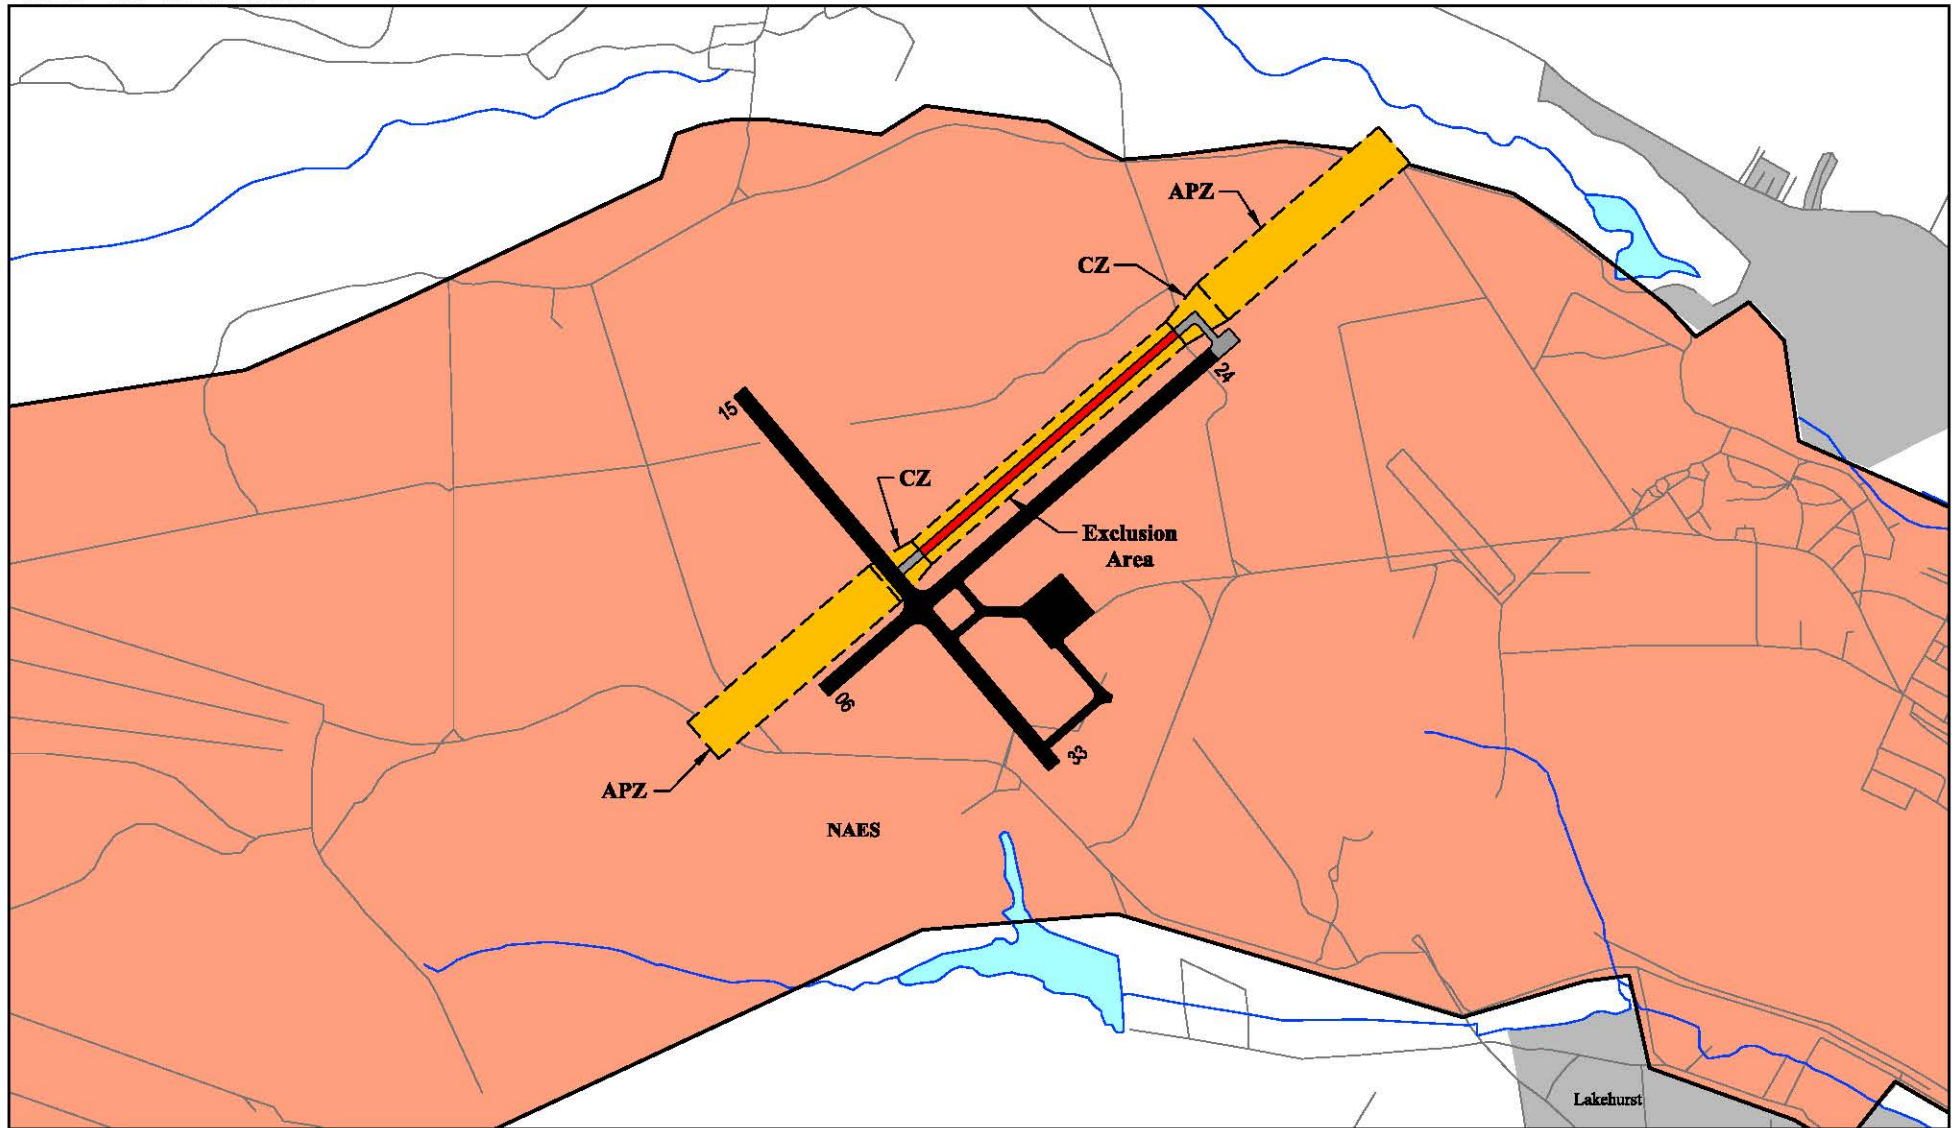 APZ
CZ
24
15
CZ
Exclusion
Area
06
33
APZ
NAES
Lakehurst